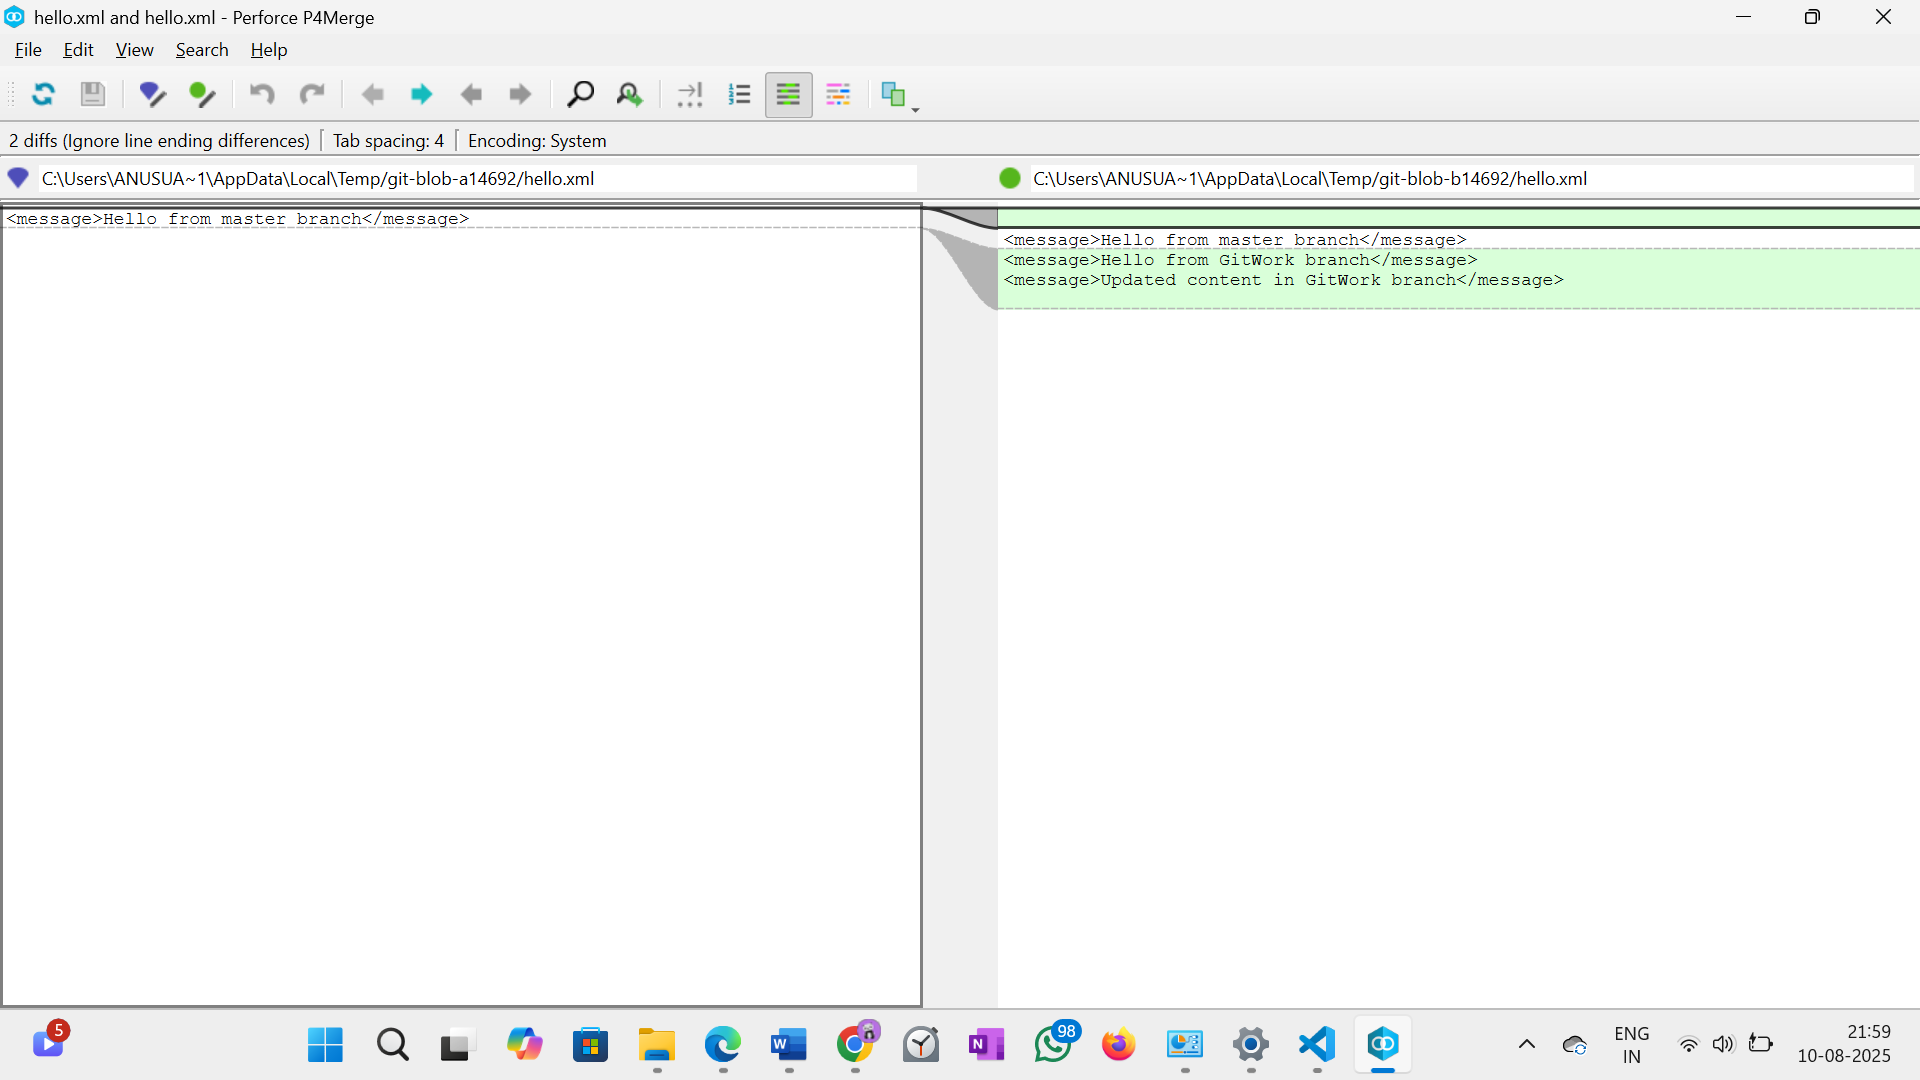 hello.xml and hello.xml - Perforce P4Merge
File Edit View Search Help
2 diffs (Ignore line ending differences) Tab spacing: 4 Encoding: System
C:\Users\ANUSUA~1\AppData\Local\Temp/git-blob-a14692/hello.xml
C:\Users\ANUSUA~1\AppData\Local\Temp/git-blob-b14692/hello.xml
<message>Hello from master branch</message>
<message>Hello from master branch</message>
<message>Hello from GitWork branch</message>
<message>Updated content in GitWork branch</message>
5
98
ENG
IN
21:59
10-08-2025